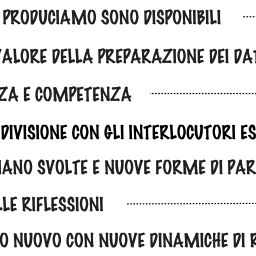 PRODUCIAMO SONO DISPONIBILI
VALORE DELLA PREPARAZIONE DEI DAT
ZA E COMPETENZA
DIVISIONE CON GLI INTERLOCUTORI ES
IANO SVOLTE E NUOVE FORME DI PAR
LLE RIFLESSIONI
O NUOVO CON NUOVE DINAMICHE DI R